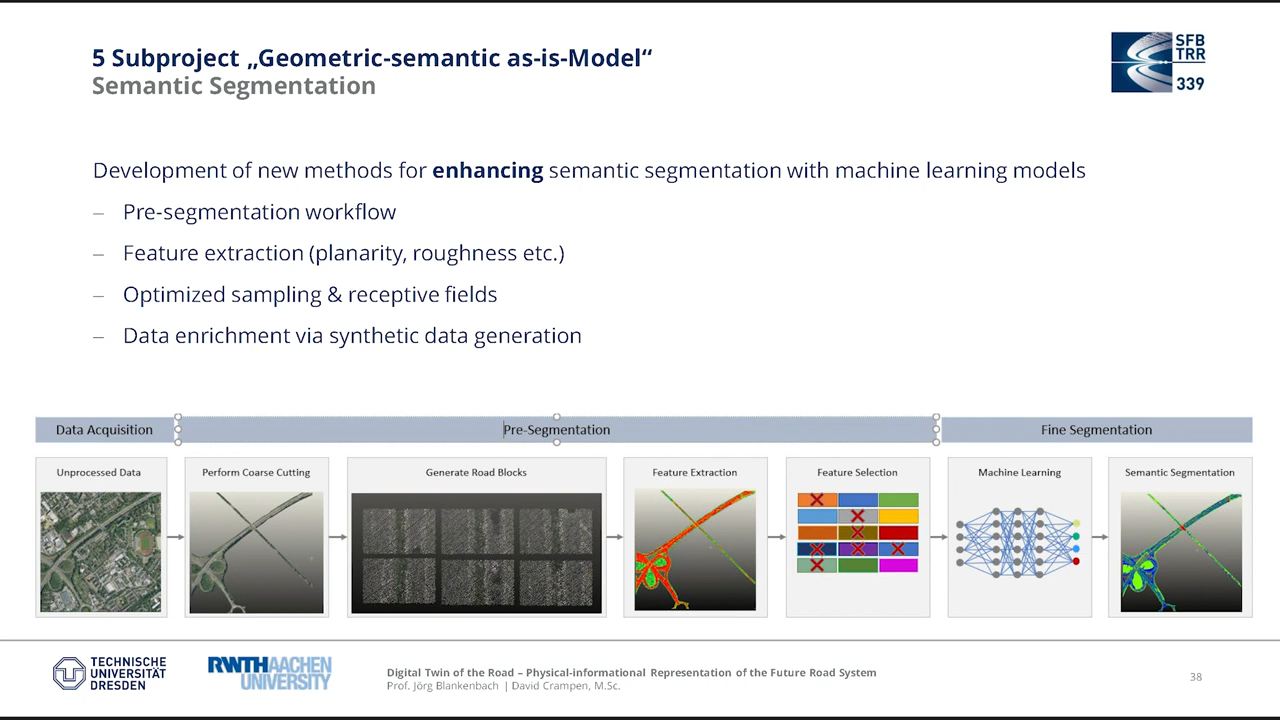 5 Subproject „Geometric-semantic as-is-Model“
Semantic Segmentation
SFB
TRR
339
Development of new methods for enhancing semantic segmentation with machine learning models
– Pre-segmentation workflow
– Feature extraction (planarity, roughness etc.)
– Optimized sampling & receptive fields
– Data enrichment via synthetic data generation
Data Acquisition
Pre-Segmentation
Fine Segmentation
Unprocessed Data
Perform Coarse Cutting
Generate Road Blocks
Feature Extraction
Feature Selection
Machine Learning
Semantic Segmentation
TECHNISCHE
UNIVERSITÄT
DRESDEN
RWTHAACHEN
UNIVERSITY
Digital Twin of the Road – Physical-informational Representation of the Future Road System
Prof. Jörg Blankenbach | David Crampen, M.Sc.
38